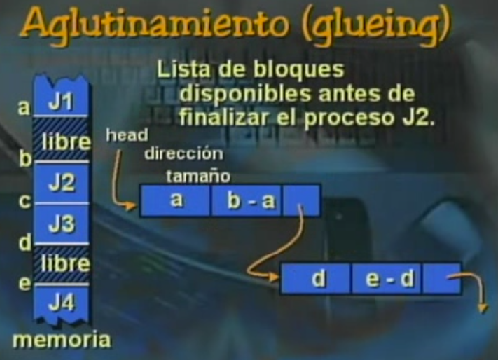 Aglutinamiento (glueing)
Lista de bloques
disponibles antes de
finalizar el proceso J2.
J1
a
libre
b
J2
c
J3
d
libre
e
J4
memoria
head
dirección
tamaño
a b - a
d e - d